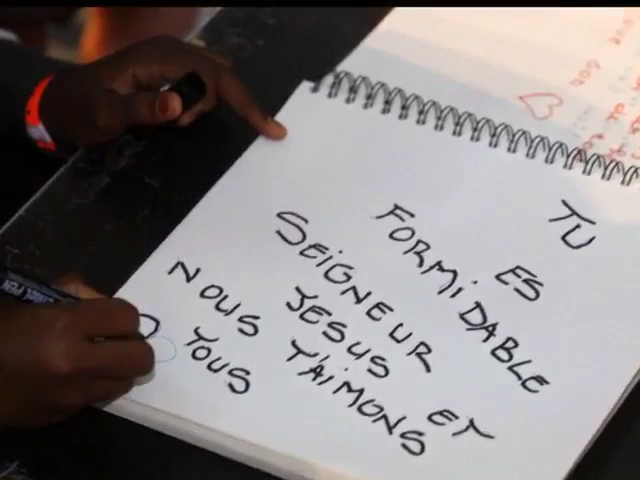 TU
ES
FORMiDABLE
SEiGNEUR
JESUS ET
NOUS T'AiMONS
TOUS